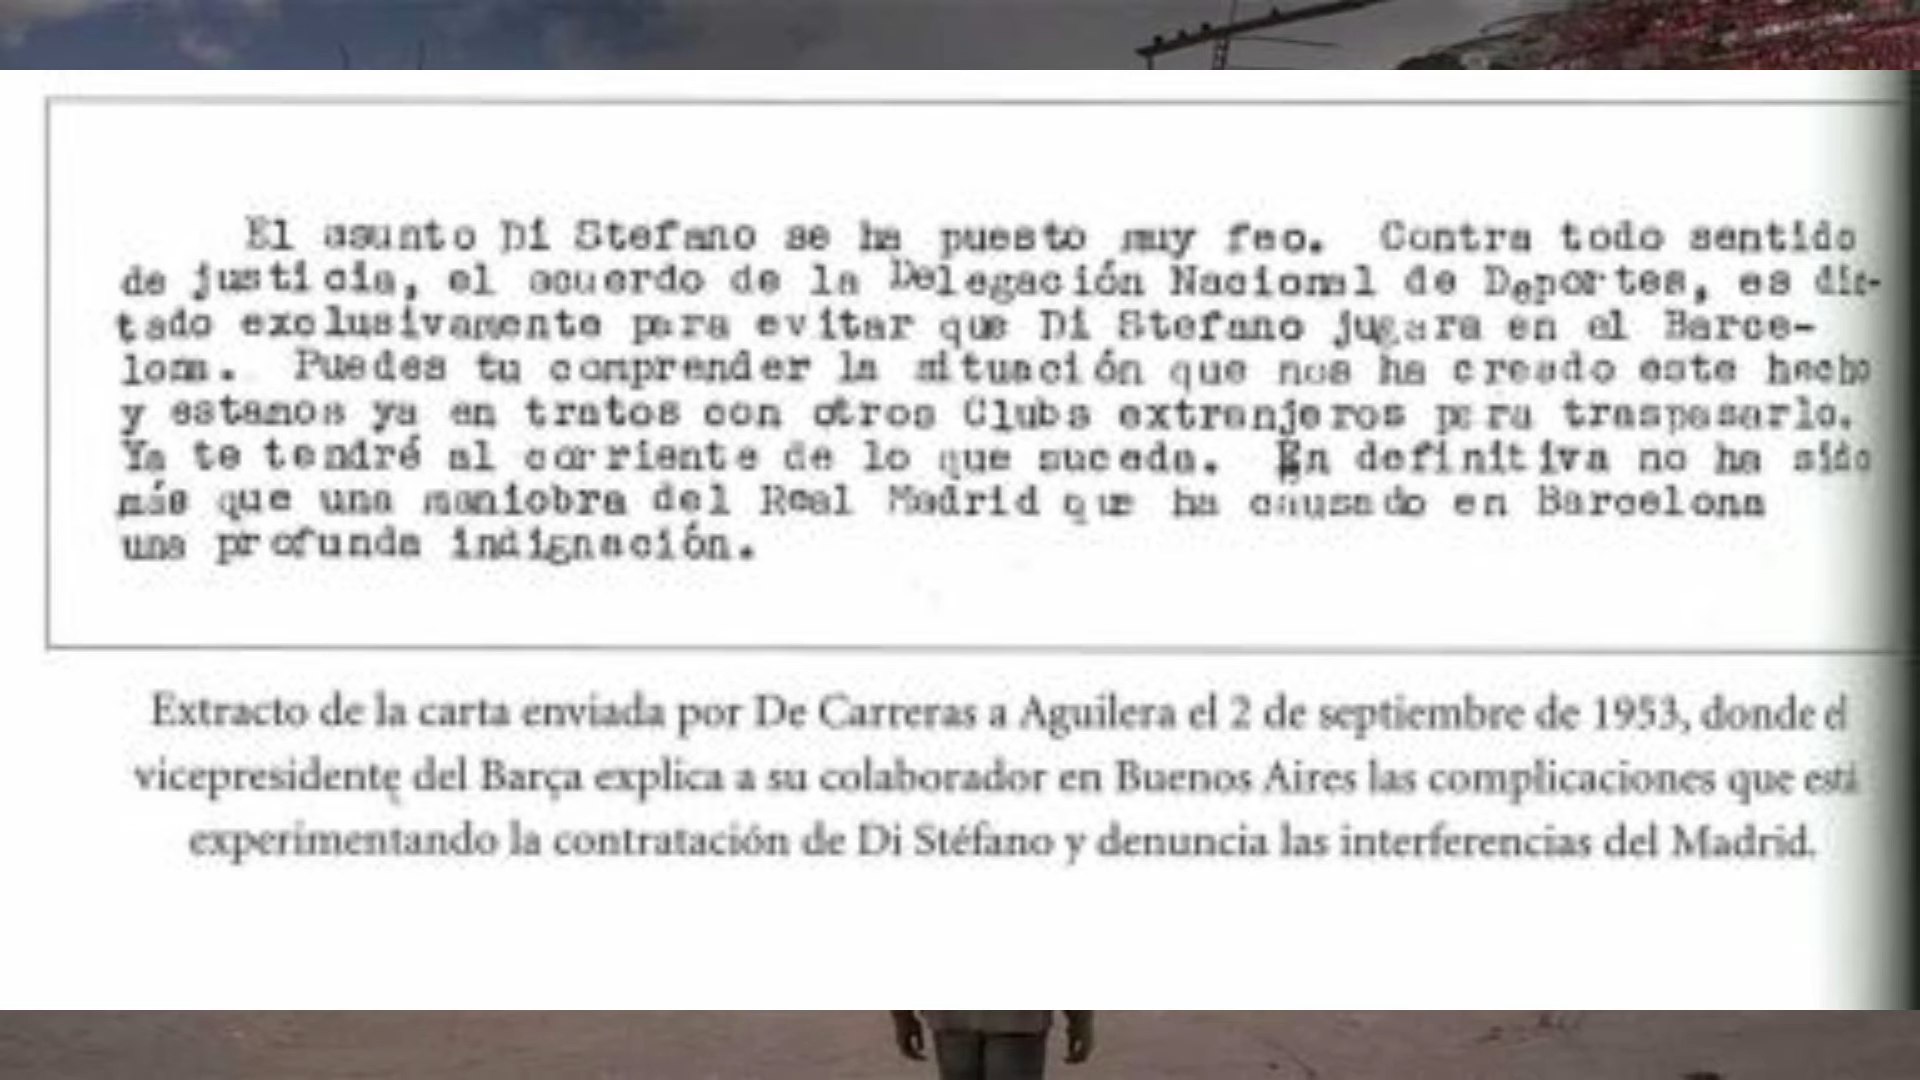 El asunto Di Stefano se ha puesto muy feo. Contra todo sentido
de justicia, el acuerdo de la Delegación Nacional de Deportes, es dic-
tado exclusivamente para evitar que Di Stefano jugara en el Barce-
lona. Puedes tu comprender la situación que nos ha creado este hecho
y estamos ya en tratos con otros Clubs extranjeros para traspasarlo.
Ya te tendré al corriente de lo que suceda. En definitiva no ha sido
más que una maniobra del Real Madrid que ha causado en Barcelona
una profunda indignación.
Extracto de la carta enviada por De Carreras a Aguilera el 2 de septiembre de 1953, donde el
vicepresidente del Barça explica a su colaborador en Buenos Aires las complicaciones que está
experimentando la contratación de Di Stéfano y denuncia las interferencias del Madrid.